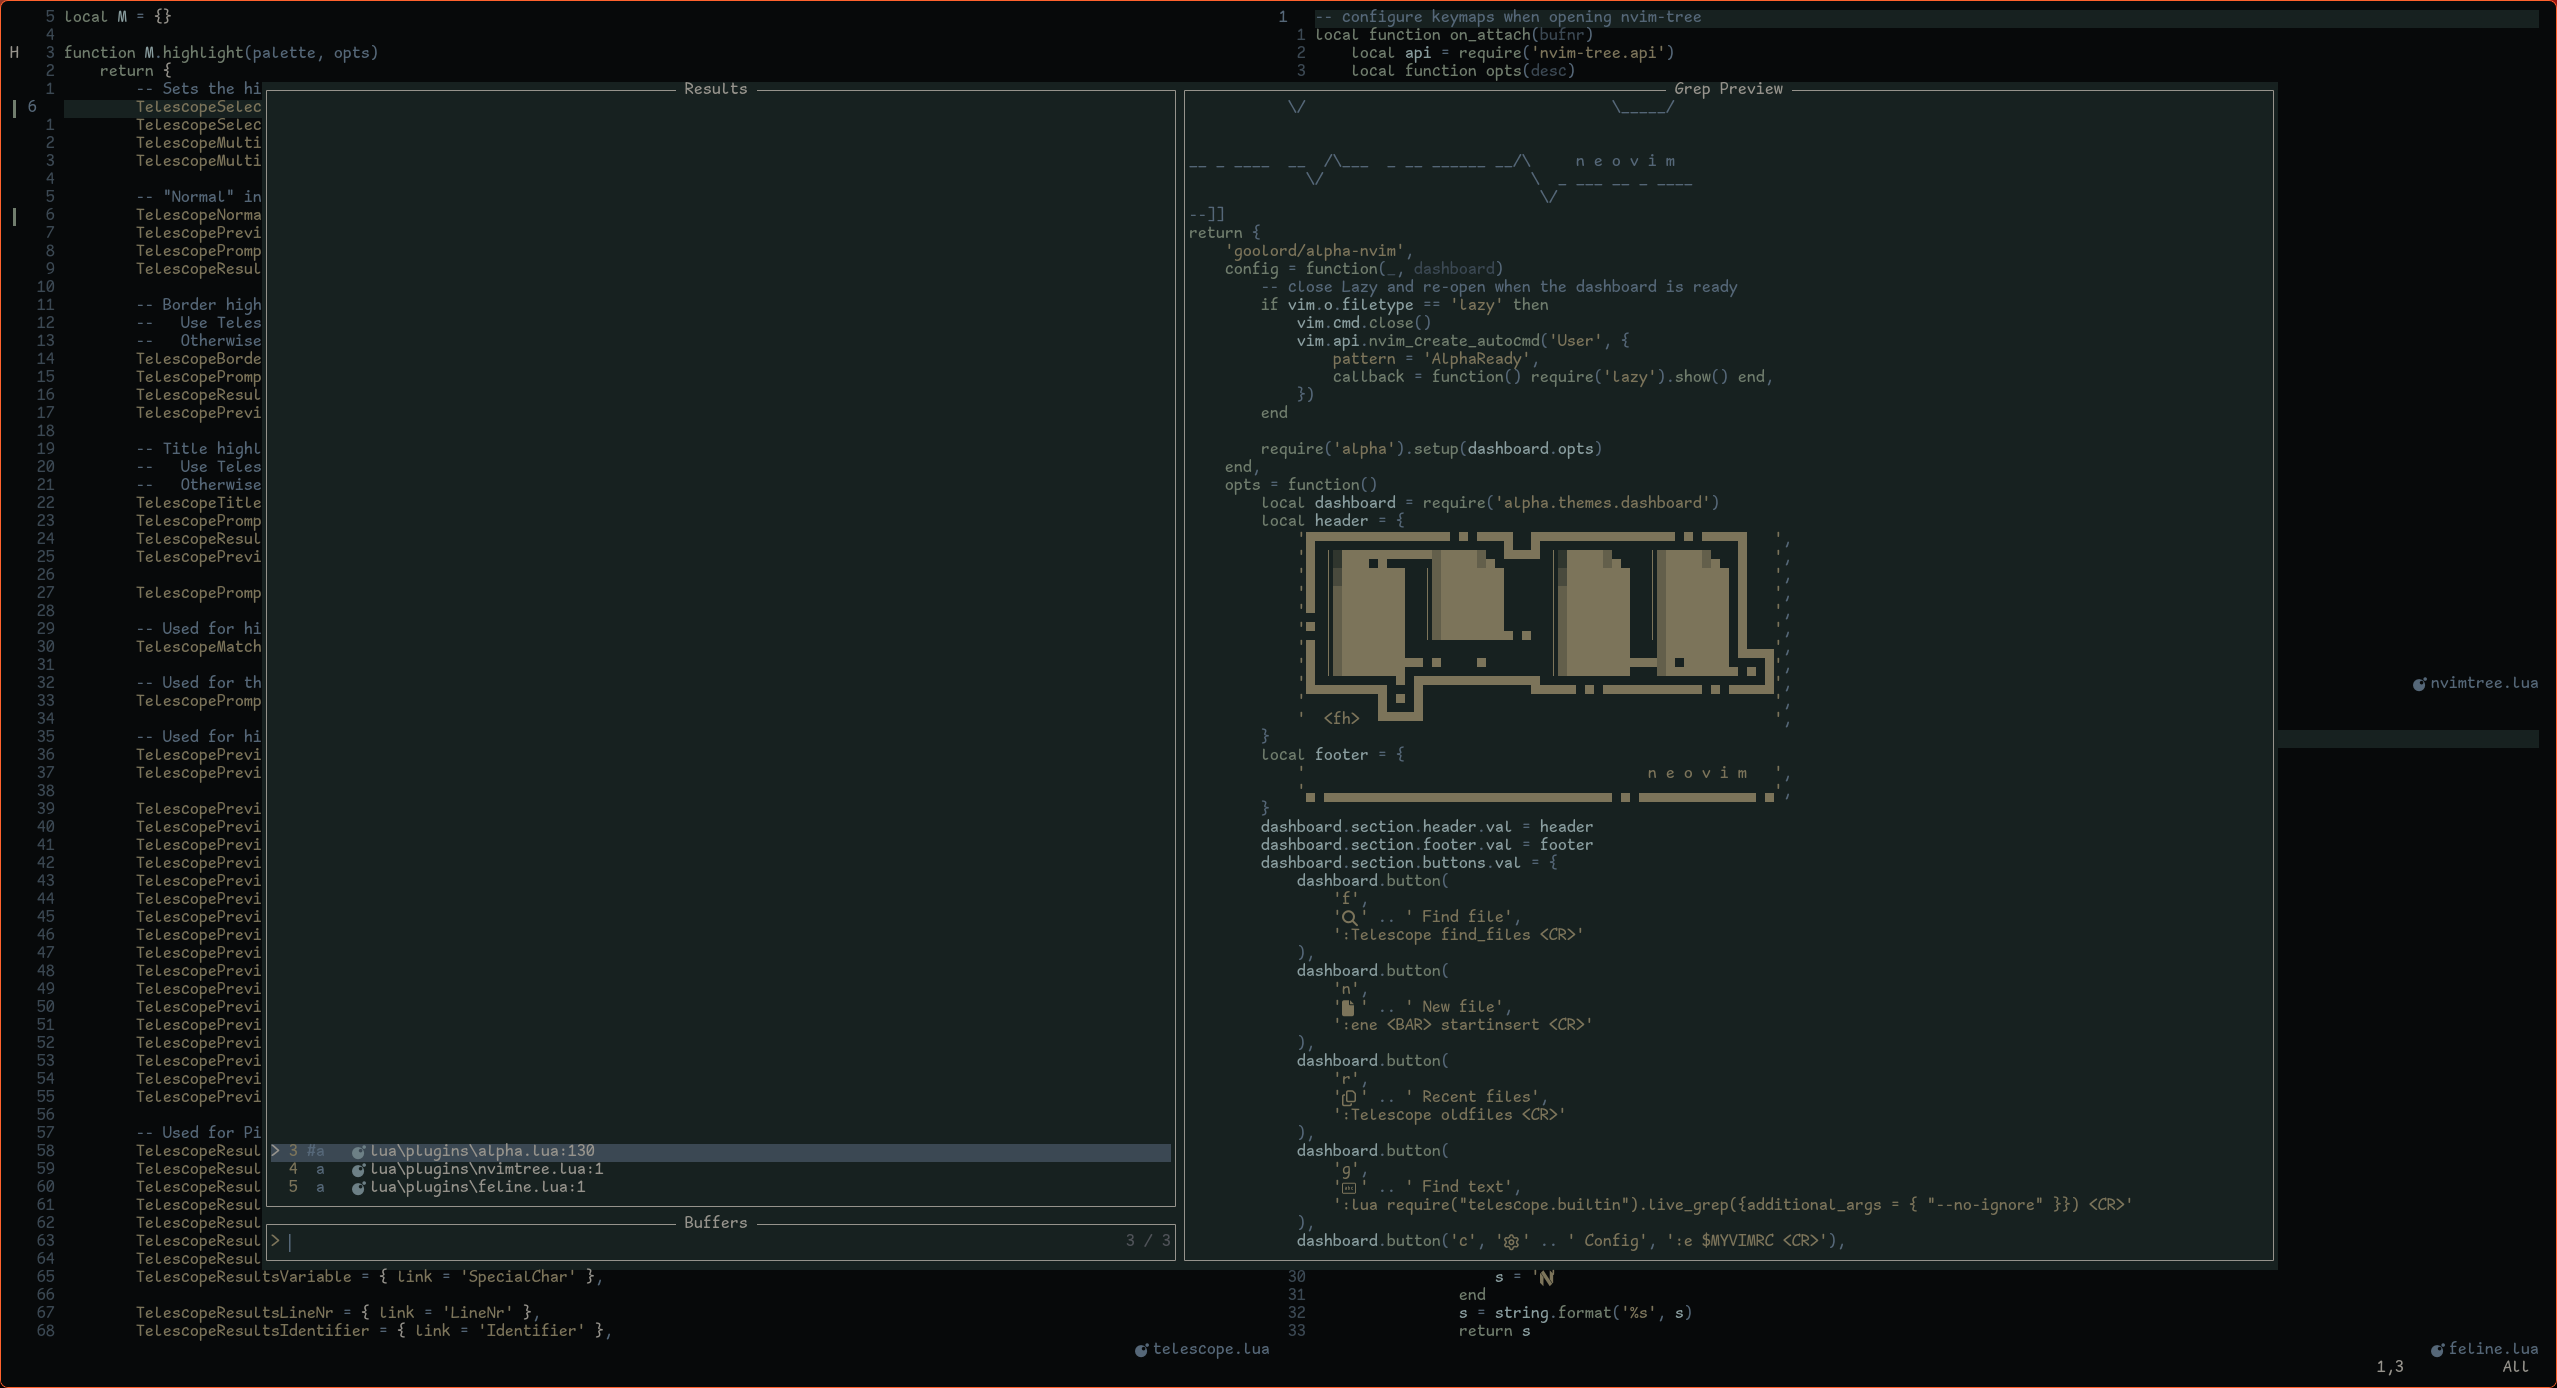 5 local M = {}
4
H 3 function M.highlight(palette, opts)
2 return {
1 -- Sets the hi
6 TelescopeSelec
1 TelescopeSelec
2 TelescopeMulti
3 TelescopeMulti
4
5 -- "Normal" in
6 TelescopeNorma
7 TelescopePrevi
8 TelescopePromp
9 TelescopeResul
10
11 -- Border high
12 --   Use Teles
13 --   Otherwise
14 TelescopeBorde
15 TelescopePromp
16 TelescopeResul
17 TelescopePrevi
18
19 -- Title highl
20 --   Use Teles
21 --   Otherwise
22 TelescopeTitle
23 TelescopePromp
24 TelescopeResul
25 TelescopePrevi
26
27 TelescopePromp
28
29 -- Used for hi
30 TelescopeMatch
31
32 -- Used for th
33 TelescopePromp
34
35 -- Used for hi
36 TelescopePrevi
37 TelescopePrevi
38
39 TelescopePrevi
40 TelescopePrevi
41 TelescopePrevi
42 TelescopePrevi
43 TelescopePrevi
44 TelescopePrevi
45 TelescopePrevi
46 TelescopePrevi
47 TelescopePrevi
48 TelescopePrevi
49 TelescopePrevi
50 TelescopePrevi
51 TelescopePrevi
52 TelescopePrevi
53 TelescopePrevi
54 TelescopePrevi
55 TelescopePrevi
56
57 -- Used for Pi
58 TelescopeResul
59 TelescopeResul
60 TelescopeResul
61 TelescopeResul
62 TelescopeResul
63 TelescopeResul
64 TelescopeResul
65 TelescopeResultsVariable = { link = 'SpecialChar' },
66
67 TelescopeResultsLineNr = { link = 'LineNr' },
68 TelescopeResultsIdentifier = { link = 'Identifier' },
telescope.lua
Results
> 3 #a lua\plugins\alpha.lua:130
4 a lua\plugins\nvimtree.lua:1
5 a lua\plugins\feline.lua:1
Buffers
> 3 / 3
1 -- configure keymaps when opening nvim-tree
1 local function on_attach(bufnr)
2 local api = require('nvim-tree.api')
3 local function opts(desc)
Grep Preview
\/ \_____/
__ _ ____  __  /\___  _ __ ______ __/\     n e o v i m
\/ \  _ ___ __ _ ____
\/
--]]
return {
'goolord/alpha-nvim',
config = function(_, dashboard)
-- close Lazy and re-open when the dashboard is ready
if vim.o.filetype == 'lazy' then
vim.cmd.close()
vim.api.nvim_create_autocmd('User', {
pattern = 'AlphaReady',
callback = function() require('lazy').show() end,
})
end
require('alpha').setup(dashboard.opts)
end,
opts = function()
local dashboard = require('alpha.themes.dashboard')
local header = {
' <fh> ',
}
local footer = {
' n e o v i m ',
}
dashboard.section.header.val = header
dashboard.section.footer.val = footer
dashboard.section.buttons.val = {
dashboard.button(
'f',
' ' .. ' Find file',
':Telescope find_files <CR>'
),
dashboard.button(
'n',
' ' .. ' New file',
':ene <BAR> startinsert <CR>'
),
dashboard.button(
'r',
' ' .. ' Recent files',
':Telescope oldfiles <CR>'
),
dashboard.button(
'g',
' ' .. ' Find text',
':lua require("telescope.builtin").live_grep({additional_args = { "--no-ignore" }}) <CR>'
),
dashboard.button('c', ' ' .. ' Config', ':e $MYVIMRC <CR>'),
nvimtree.lua
30 s = '
31 end
32 s = string.format('%s', s)
33 return s
feline.lua
1,3 All